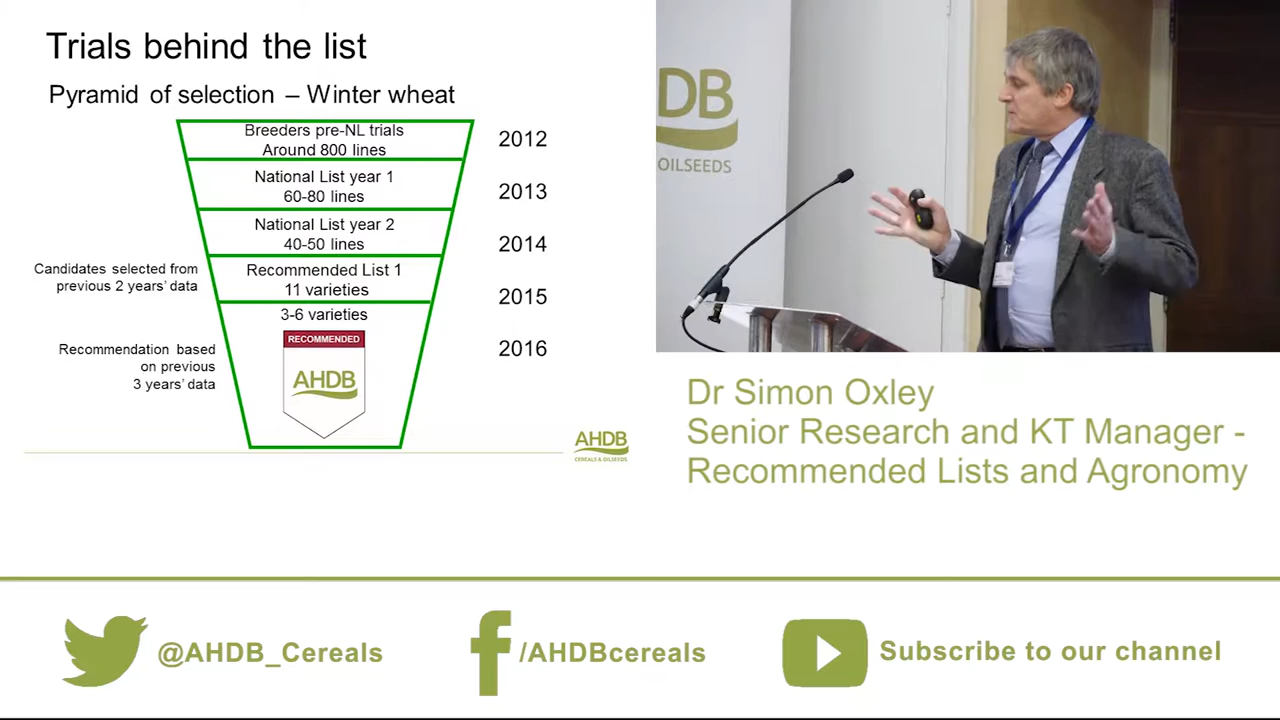 Trials behind the list
Pyramid of selection – Winter wheat
Breeders pre-NL trials
Around 800 lines
2012
National List year 1
60-80 lines
2013
National List year 2
40-50 lines
2014
Candidates selected from
previous 2 years' data
Recommended List 1
11 varieties
2015
3-6 varieties
RECOMMENDED
AHDB
Recommendation based
on previous
3 years' data
2016
AHDB
CEREALS & OILSEEDS
HDB
OILSEEDS
Dr Simon Oxley
Senior Research and KT Manager -
Recommended Lists and Agronomy
@AHDB_Cereals
/AHDBcereals
Subscribe to our channel